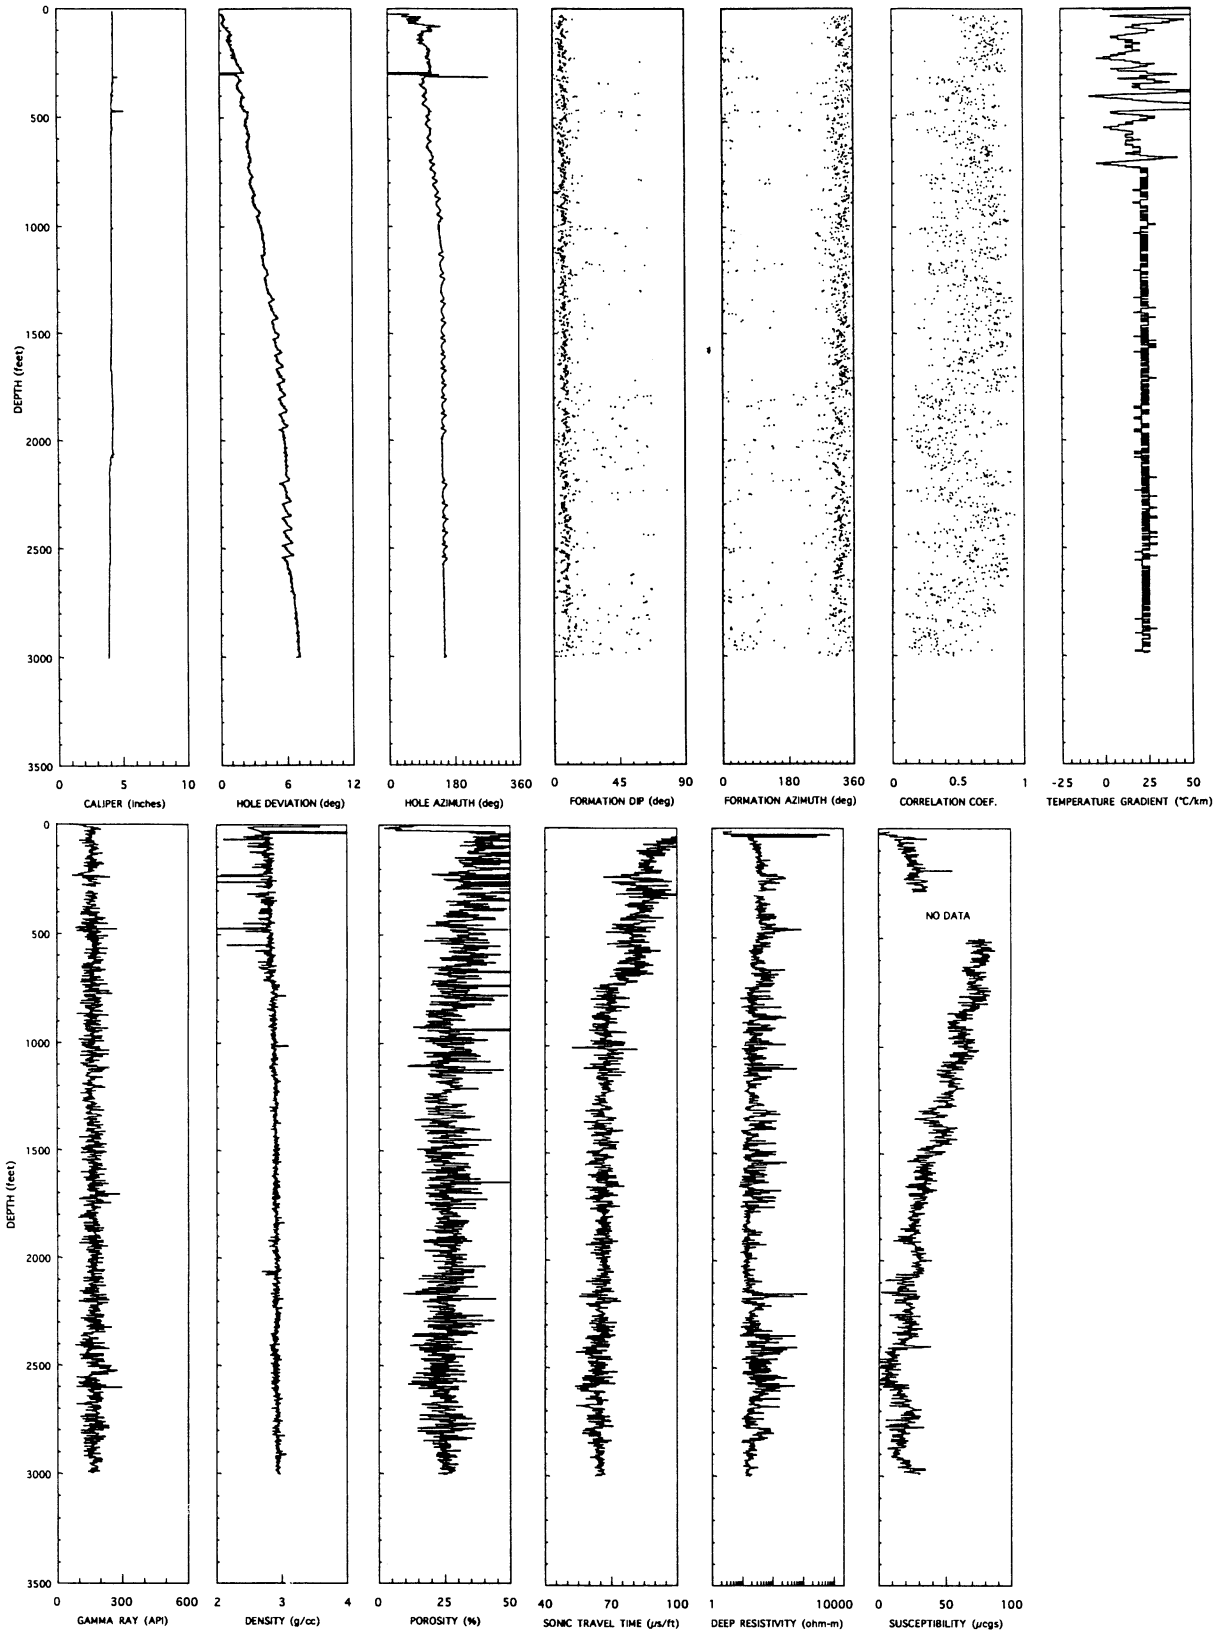 0
500
1000
1500
2000
2500
3000
3500
DEPTH (feet)
0 5 10
CALIPER (inches)
0 6 12
HOLE DEVIATION (deg)
0 180 360
HOLE AZIMUTH (deg)
0 45 90
FORMATION DIP (deg)
0 180 360
FORMATION AZIMUTH (deg)
0 0.5 1
CORRELATION COEF.
-25 0 25 50
TEMPERATURE GRADIENT (°C/km)
0
500
1000
1500
2000
2500
3000
3500
DEPTH (feet)
NO DATA
0 300 600
GAMMA RAY (API)
2 3 4
DENSITY (g/cc)
0 25 50
POROSITY (%)
40 70 100
SONIC TRAVEL TIME (µs/ft)
1 10000
DEEP RESISTIVITY (ohm-m)
0 50 100
SUSCEPTIBILITY (µcgs)